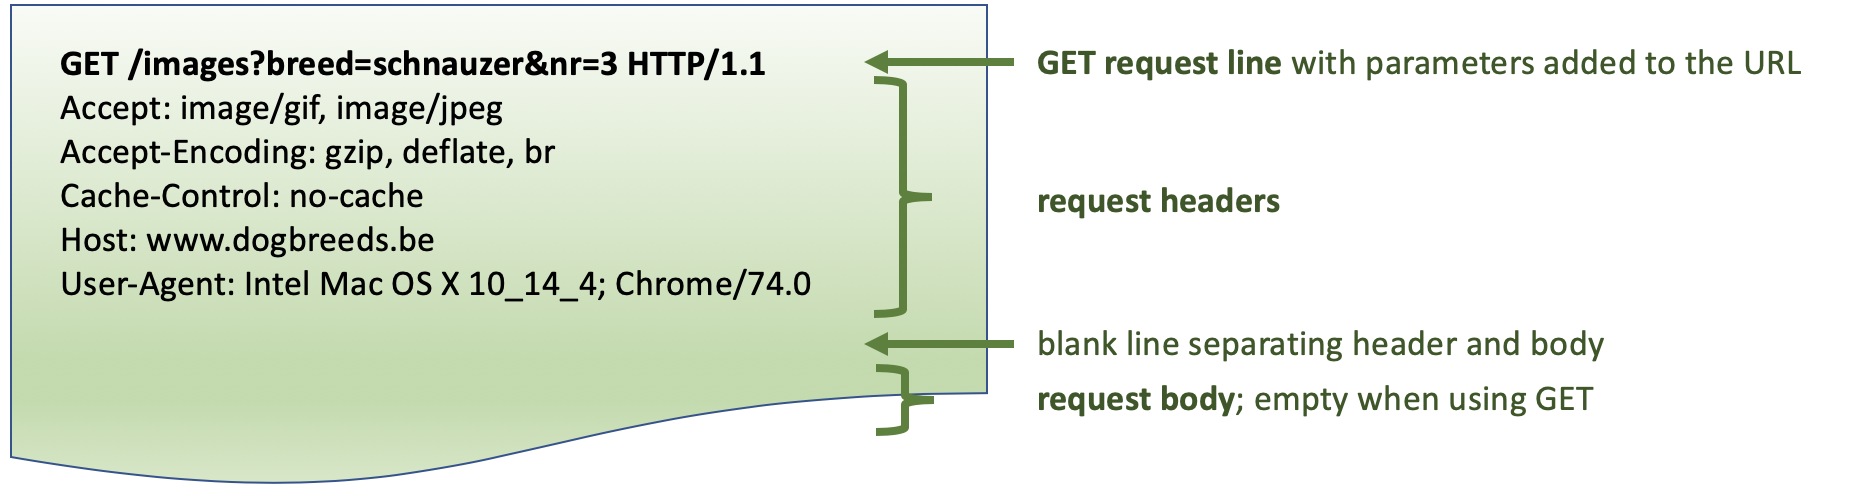 GET /images?breed=schnauzer&nr=3 HTTP/1.1
Accept: image/gif, image/jpeg
Accept-Encoding: gzip, deflate, br
Cache-Control: no-cache
Host: www.dogbreeds.be
User-Agent: Intel Mac OS X 10_14_4; Chrome/74.0
GET request line with parameters added to the URL
request headers
blank line separating header and body
request body; empty when using GET